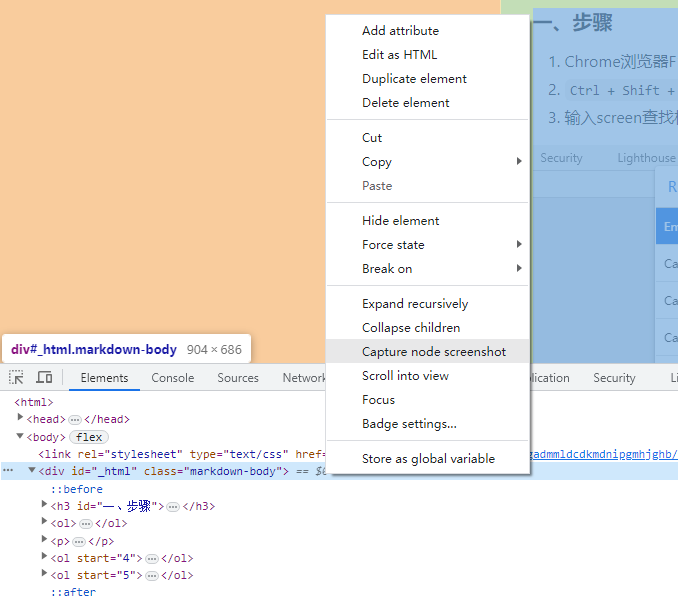 一、步骤
1. Chrome浏览器F
2. Ctrl + Shift +
3. 输入screen查找
Security Lighthouse
R
Em
Ca
Ca
Ca
Add attribute
Edit as HTML
Duplicate element
Delete element
Cut
Copy
Paste
Hide element
Force state
Break on
Expand recursively
Collapse children
Capture node screenshot
Scroll into view
Focus
Badge settings...
Store as global variable
div#_html.markdown-body 904 × 686
Elements Console Sources Network lication Security Li
<html>
<head> … </head>
<body> flex
<link rel="stylesheet" type="text/css" href= gadmmldcdkmdnipgmhjghb/
… <div id="_html" class="markdown-body"> == $0
::before
<h3 id="一、步骤"> … </h3>
<ol> … </ol>
<p> … </p>
<ol start="4"> … </ol>
<ol start="5"> … </ol>
::after